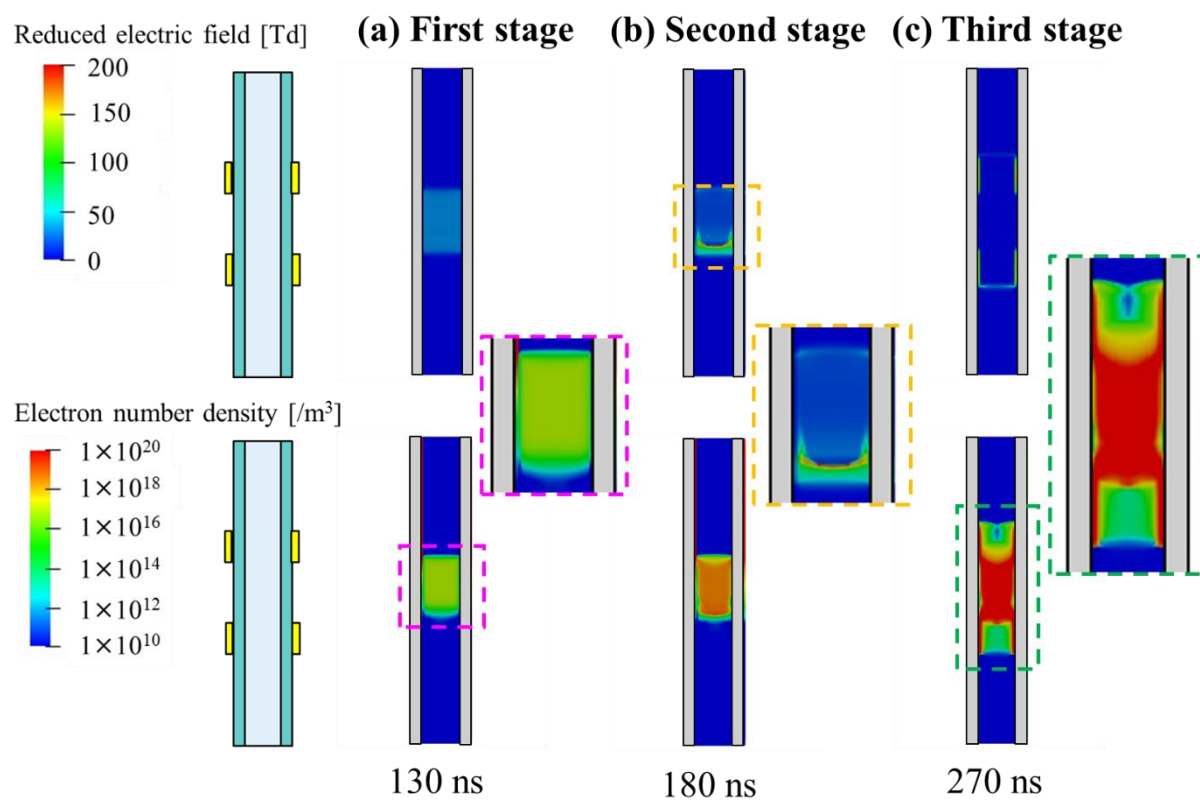 Reduced electric field [Td]
(a) First stage
(b) Second stage
(c) Third stage
200
150
100
50
0
Electron number density [/m³]
1×10²⁰
1×10¹⁸
1×10¹⁶
1×10¹⁴
1×10¹²
1×10¹⁰
130 ns
180 ns
270 ns